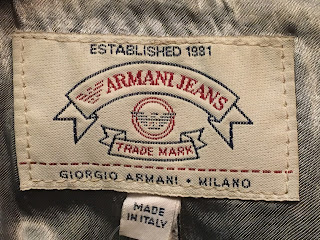 ESTABLISHED 1981
ARMANI JEANS
TRADE MARK
GIORGIO ARMANI • MILANO
MADE
IN ITALY